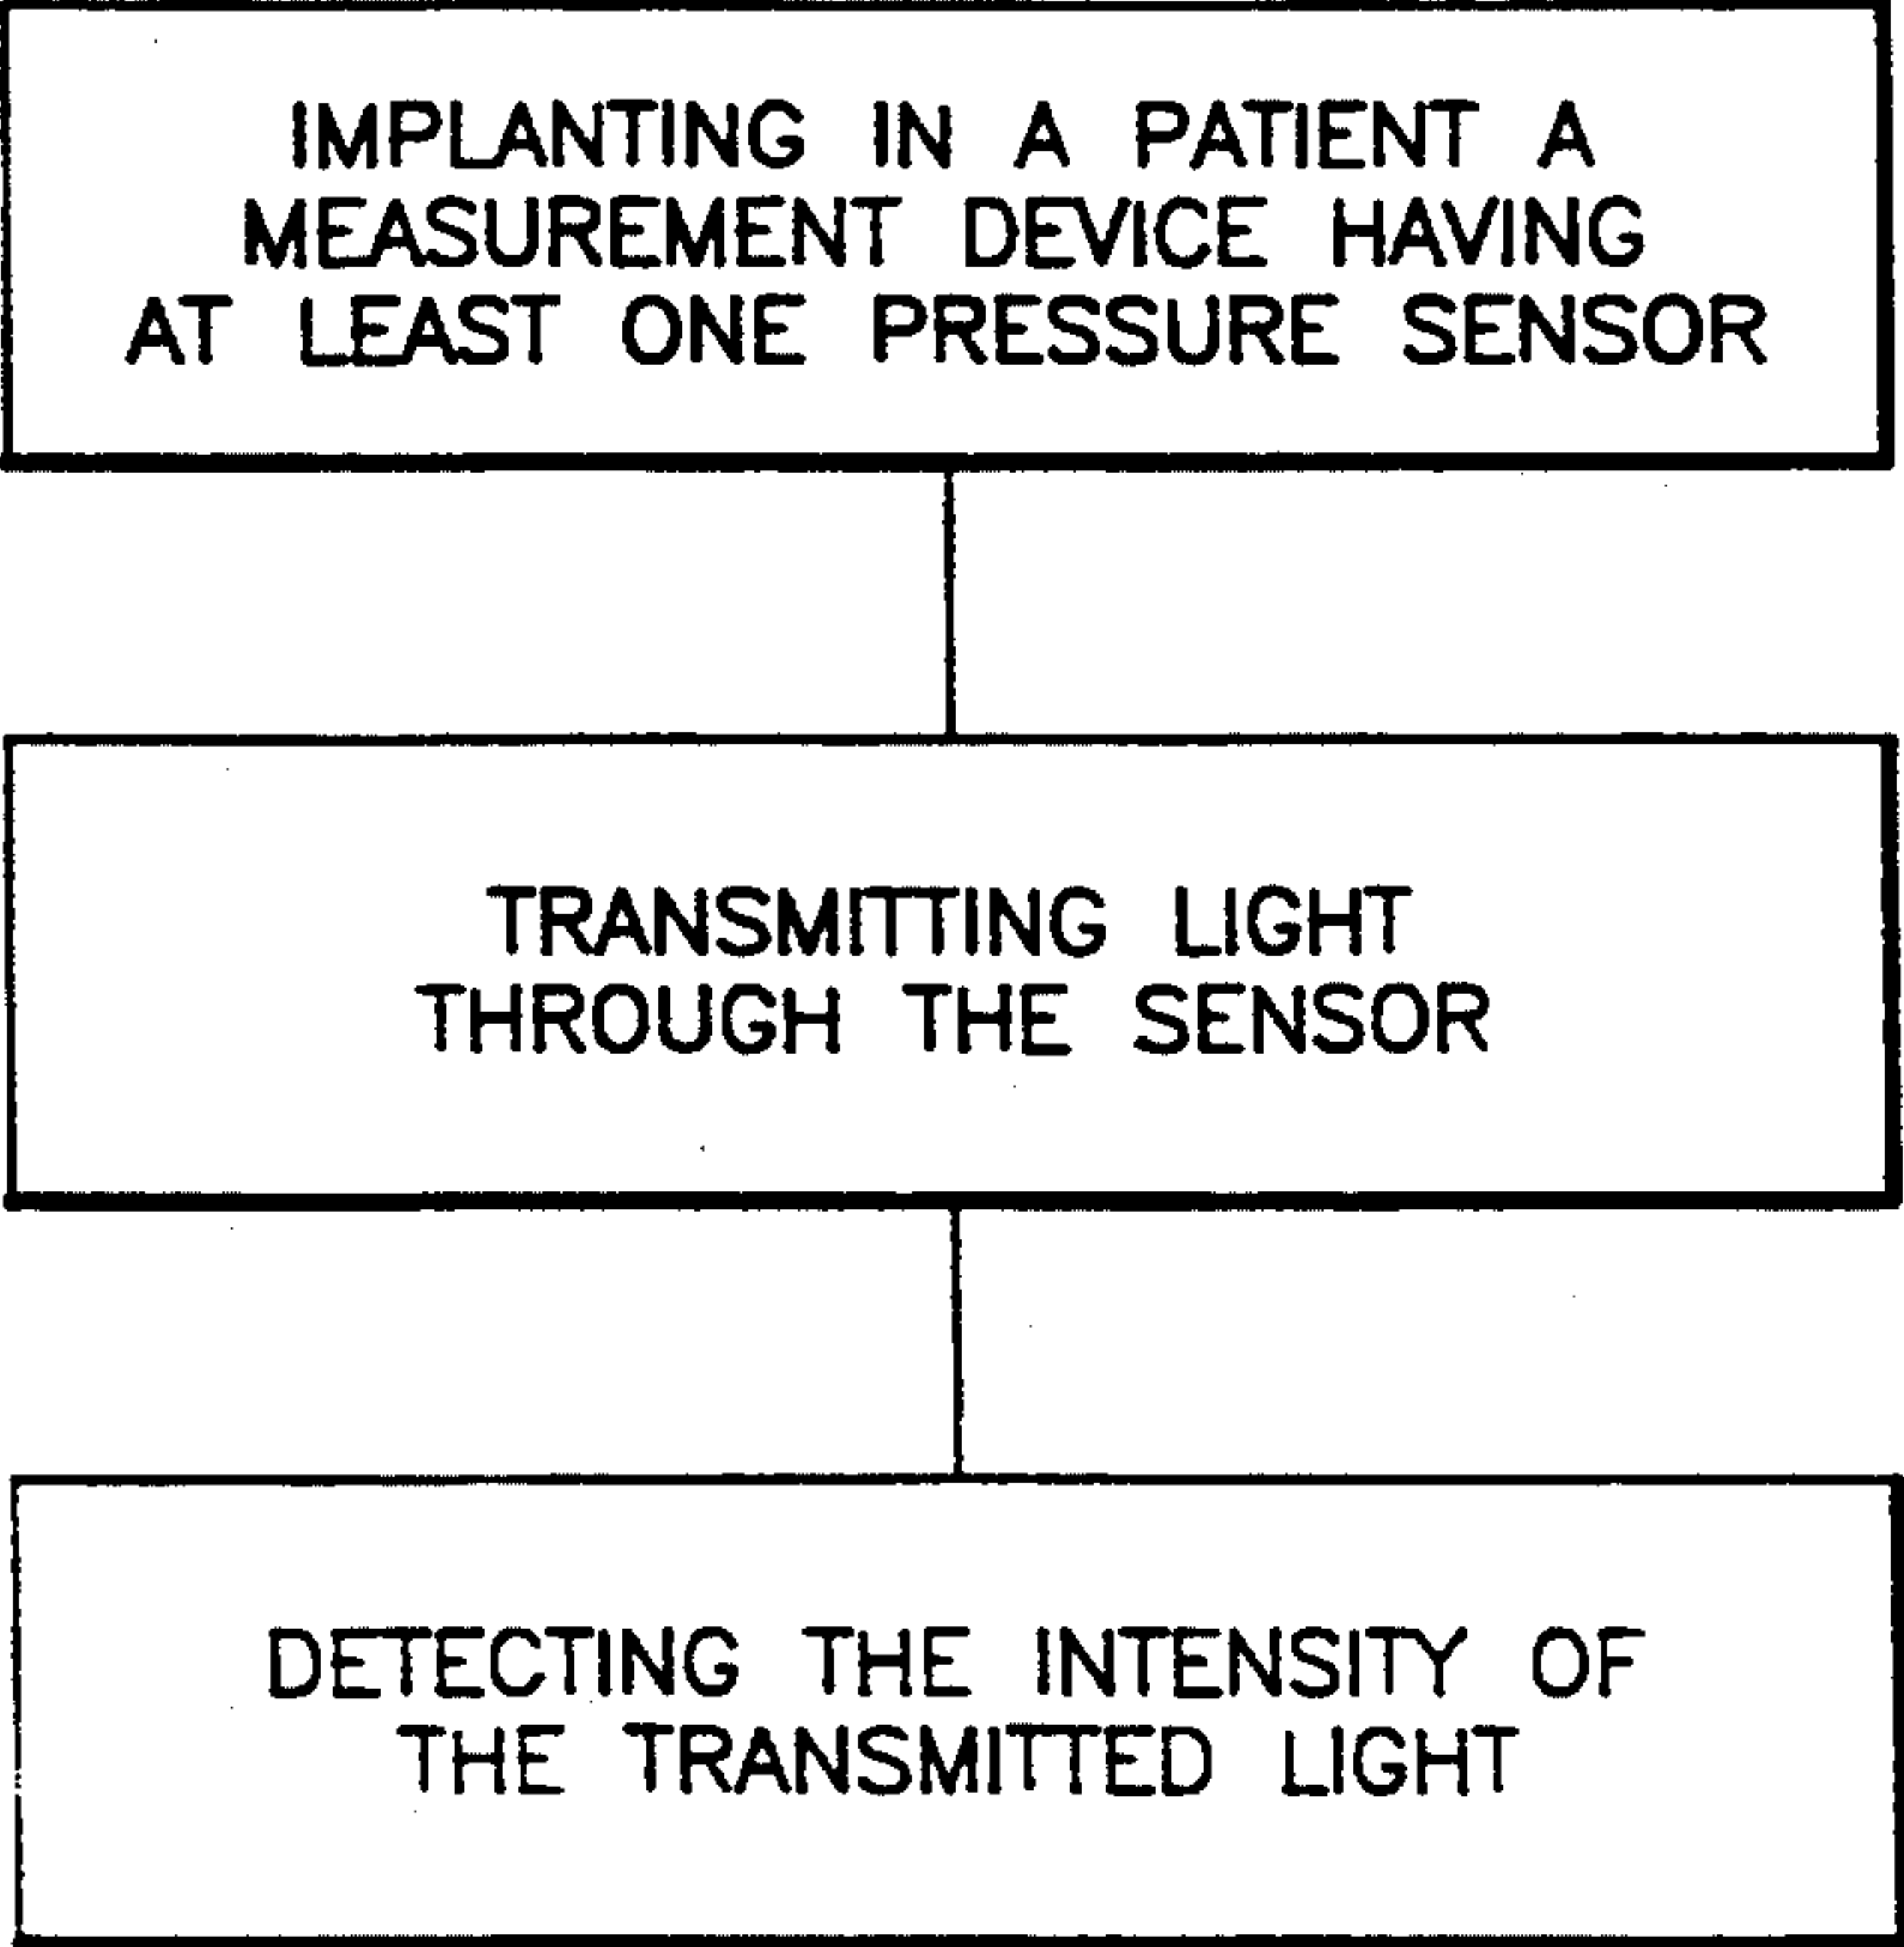 IMPLANTING IN A PATIENT A
MEASUREMENT DEVICE HAVING
AT LEAST ONE PRESSURE SENSOR
TRANSMITTING LIGHT
THROUGH THE SENSOR
DETECTING THE INTENSITY OF
THE TRANSMITTED LIGHT